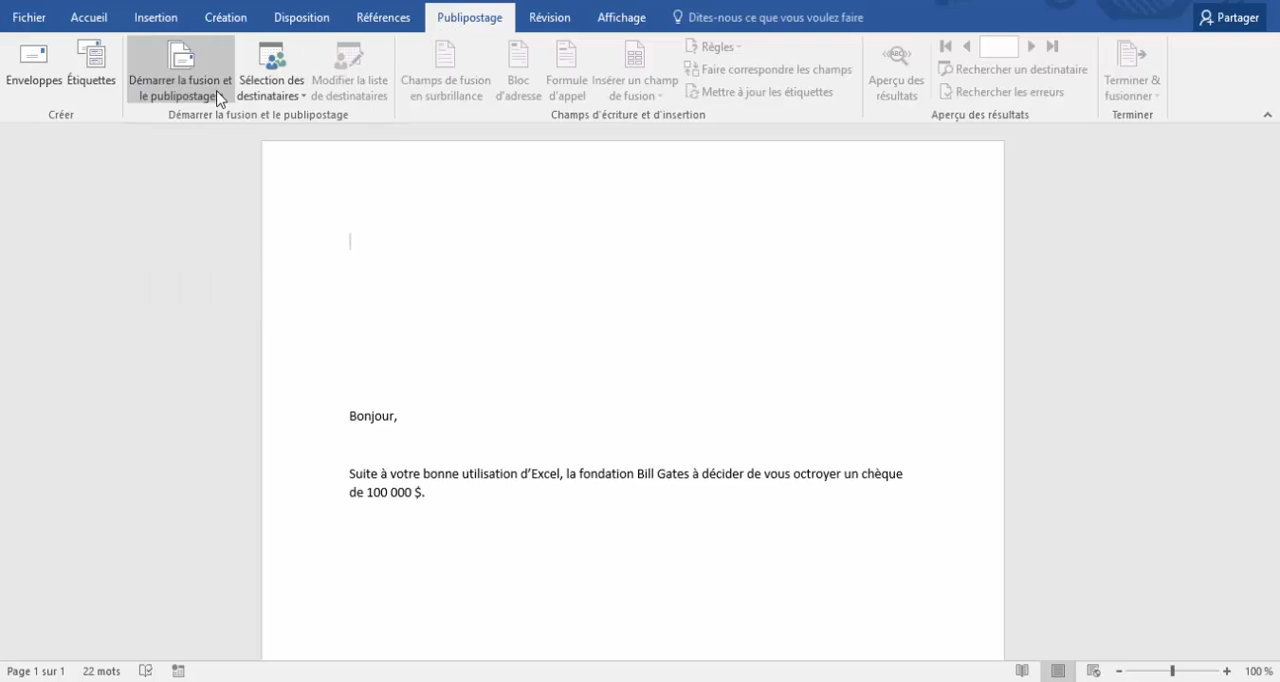 Fichier Accueil Insertion Création Disposition Références Publipostage Révision Affichage Dites-nous ce que vous voulez faire Partager
Enveloppes Étiquettes
Démarrer la fusion et
le publipostage
Sélection des
destinataires
Modifier la liste
de destinataires
Champs de fusion
en surbrillance
Bloc
d'adresse
Formule
d'appel
Insérer un champ
de fusion
Règles
Faire correspondre les champs
Mettre à jour les étiquettes
ABC
Aperçu des
résultats
Rechercher un destinataire
Rechercher les erreurs
Terminer &
fusionner
Créer Démarrer la fusion et le publipostage Champs d'écriture et d'insertion Aperçu des résultats Terminer
Bonjour,
Suite à votre bonne utilisation d'Excel, la fondation Bill Gates à décider de vous octroyer un chèque
de 100 000 $.
Page 1 sur 1 22 mots 100 %